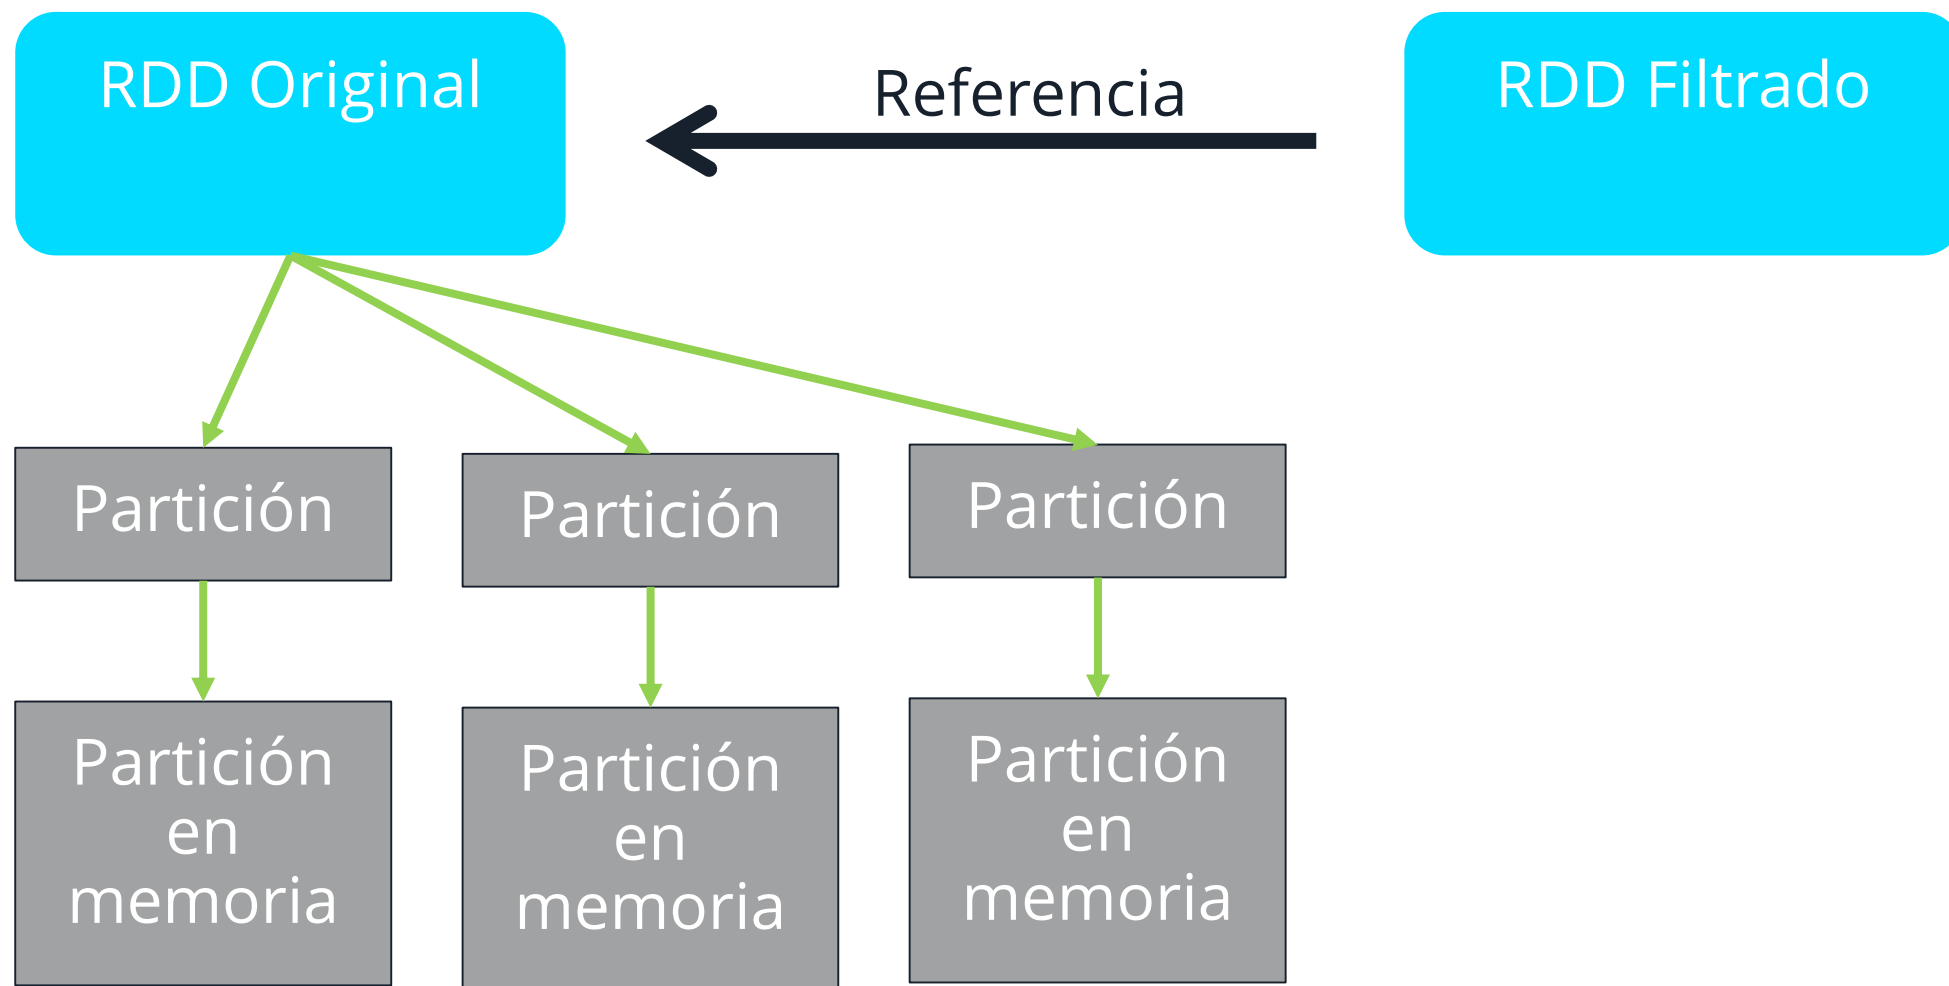 RDD Original
Referencia
RDD Filtrado
Partición
Partición
Partición
Partición
en
memoria
Partición
en
memoria
Partición
en
memoria